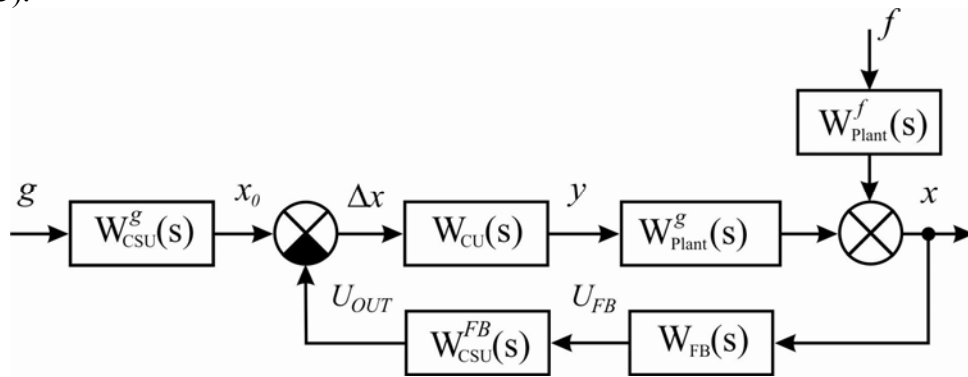 f
W^f_Plant(s)
g x_0 Δx y x
W^g_CSU(s) W_CU(s) W^g_Plant(s)
U_OUT U_FB
W^FB_CSU(s) W_FB(s)